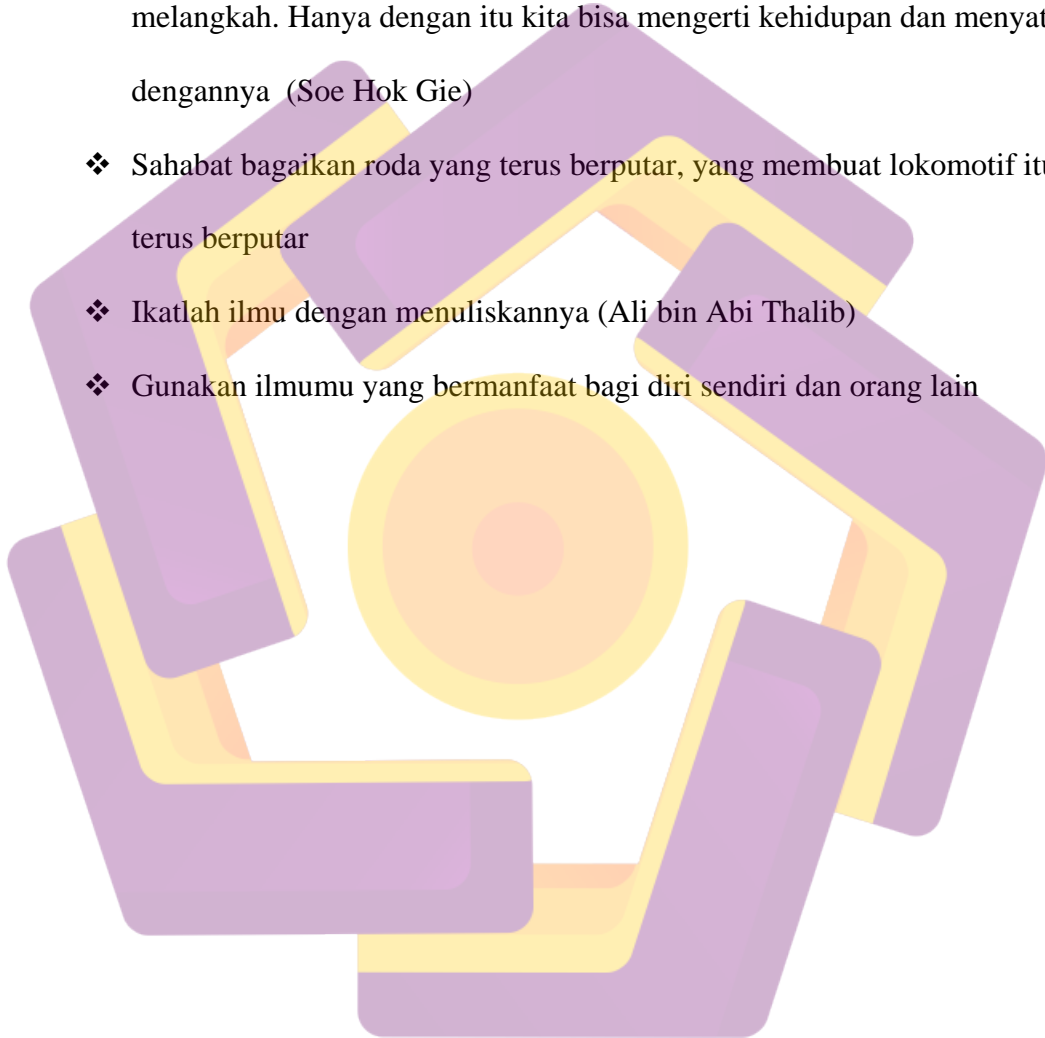 melangkah. Hanya dengan itu kita bisa mengerti kehidupan dan menyat
dengannya (Soe Hok Gie)
❖ Sahabat bagaikan roda yang terus berputar, yang membuat lokomotif itu
terus berputar
❖ Ikatlah ilmu dengan menuliskannya (Ali bin Abi Thalib)
❖ Gunakan ilmumu yang bermanfaat bagi diri sendiri dan orang lain